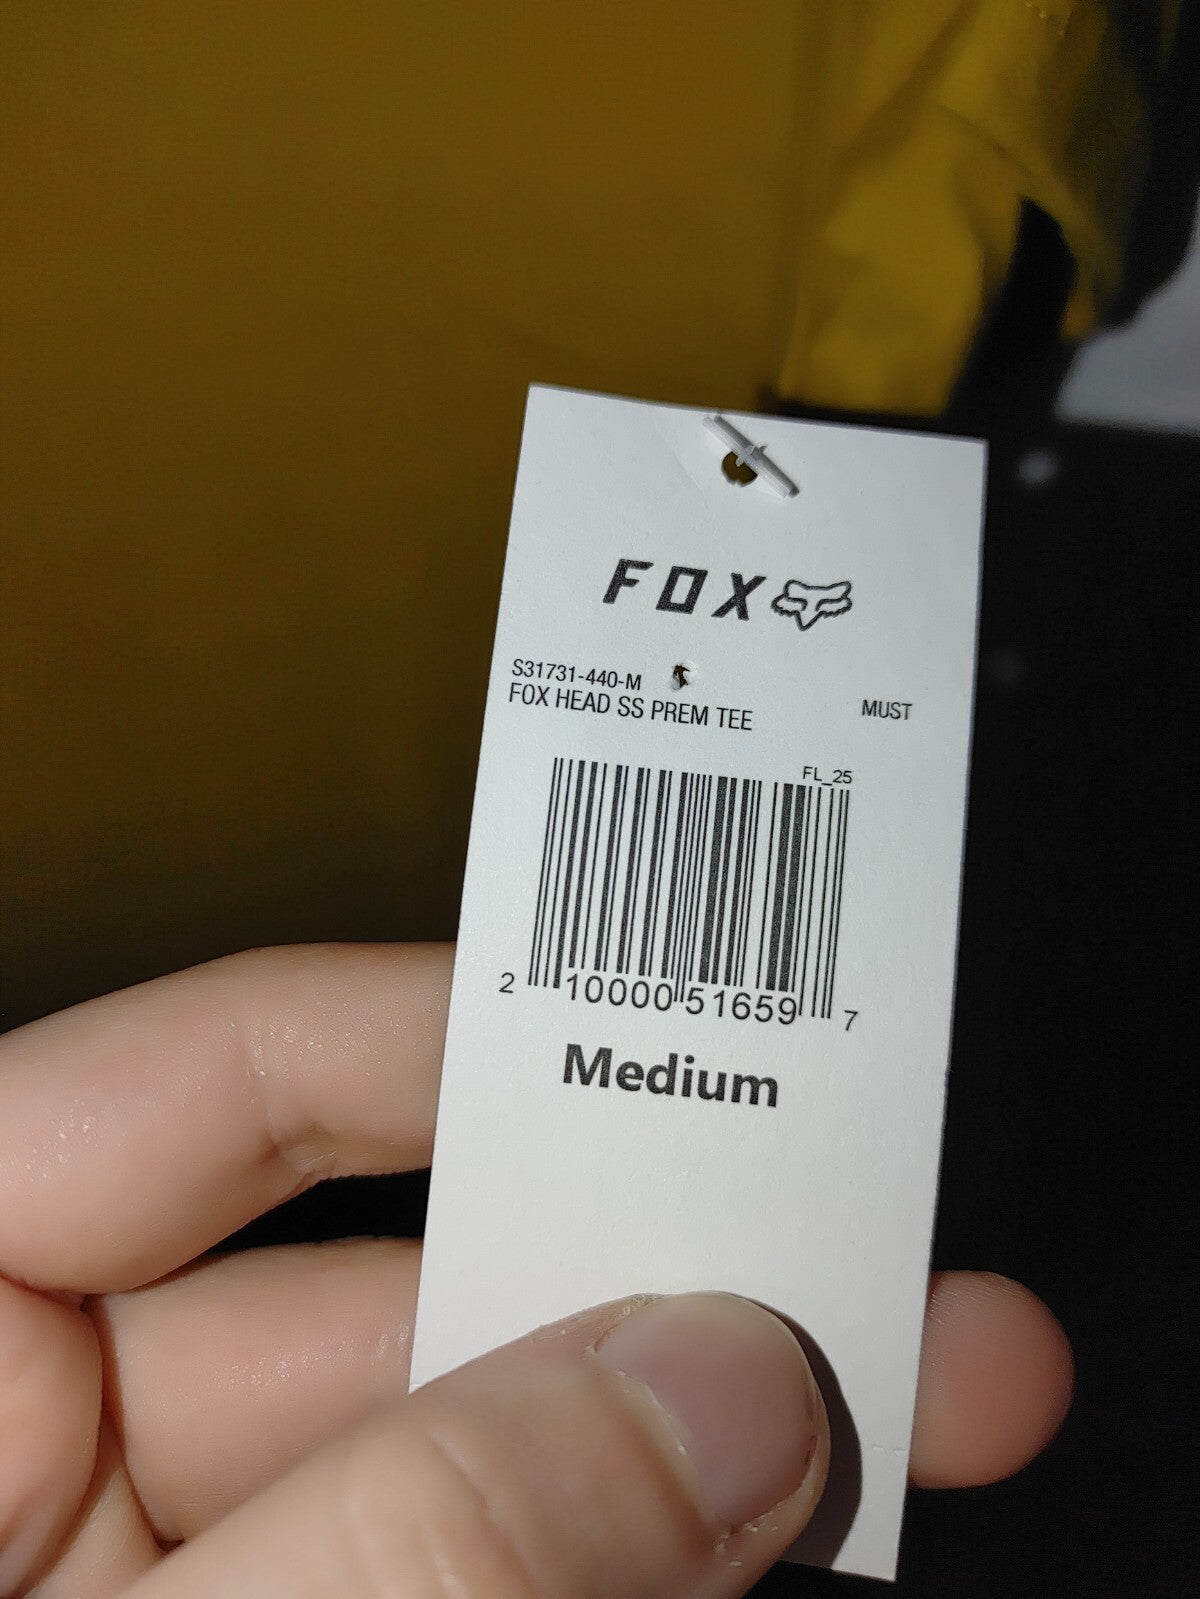 FOX
S31731-440-M
FOX HEAD SS PREM TEE MUST
FL_25
2 10000 51659 7
Medium